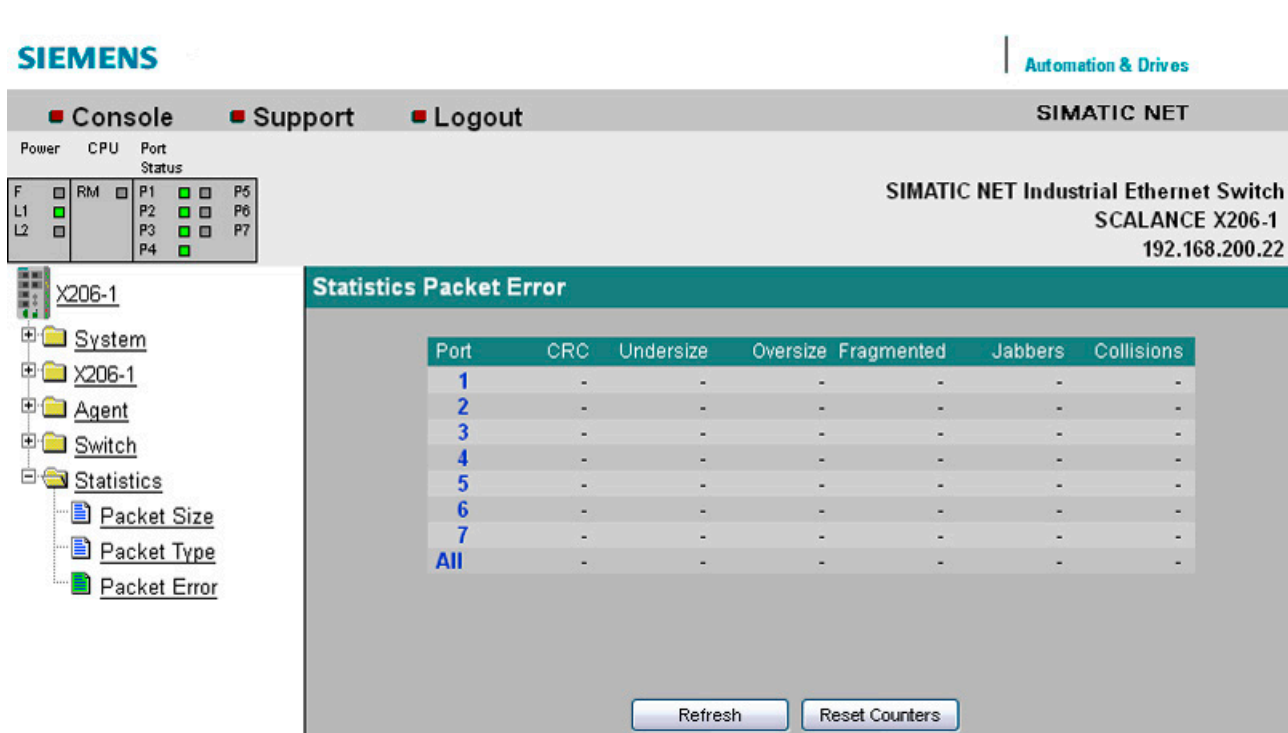 SIEMENS
Automation & Drives
Console Support Logout SIMATIC NET
Power CPU Port Status
F RM P1 P5
L1 P2 P6
L2 P3 P7
P4
SIMATIC NET Industrial Ethernet Switch
SCALANCE X206-1
192.168.200.22
X206-1
System
X206-1
Agent
Switch
Statistics
Packet Size
Packet Type
Packet Error
Statistics Packet Error
Port CRC Undersize Oversize Fragmented Jabbers Collisions
1 - - - - - -
2 - - - - - -
3 - - - - - -
4 - - - - - -
5 - - - - - -
6 - - - - - -
7 - - - - - -
All - - - - - -
Refresh Reset Counters